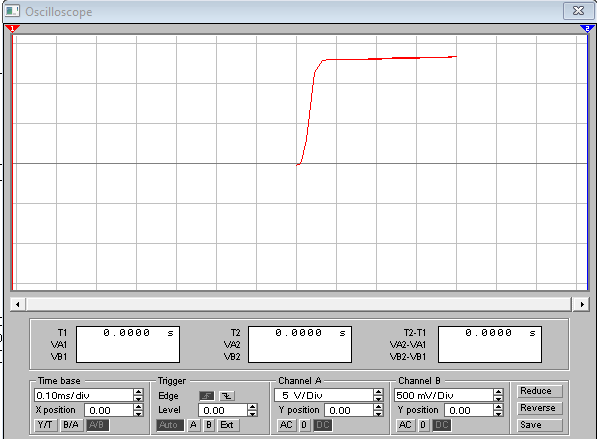 Oscilloscope
1 2
T1 0.0000 s T2 0.0000 s T2-T1 0.0000 s
VA1 VA2 VA2-VA1
VB1 VB2 VB2-VB1
Time base Trigger Channel A Channel B
0.10ms/div Edge 5 V/Div 500 mV/Div Reduce
X position 0.00 Level 0.00 Y position 0.00 Y position 0.00 Reverse
Y/T B/A A/B Auto A B Ext AC 0 DC AC 0 DC Save